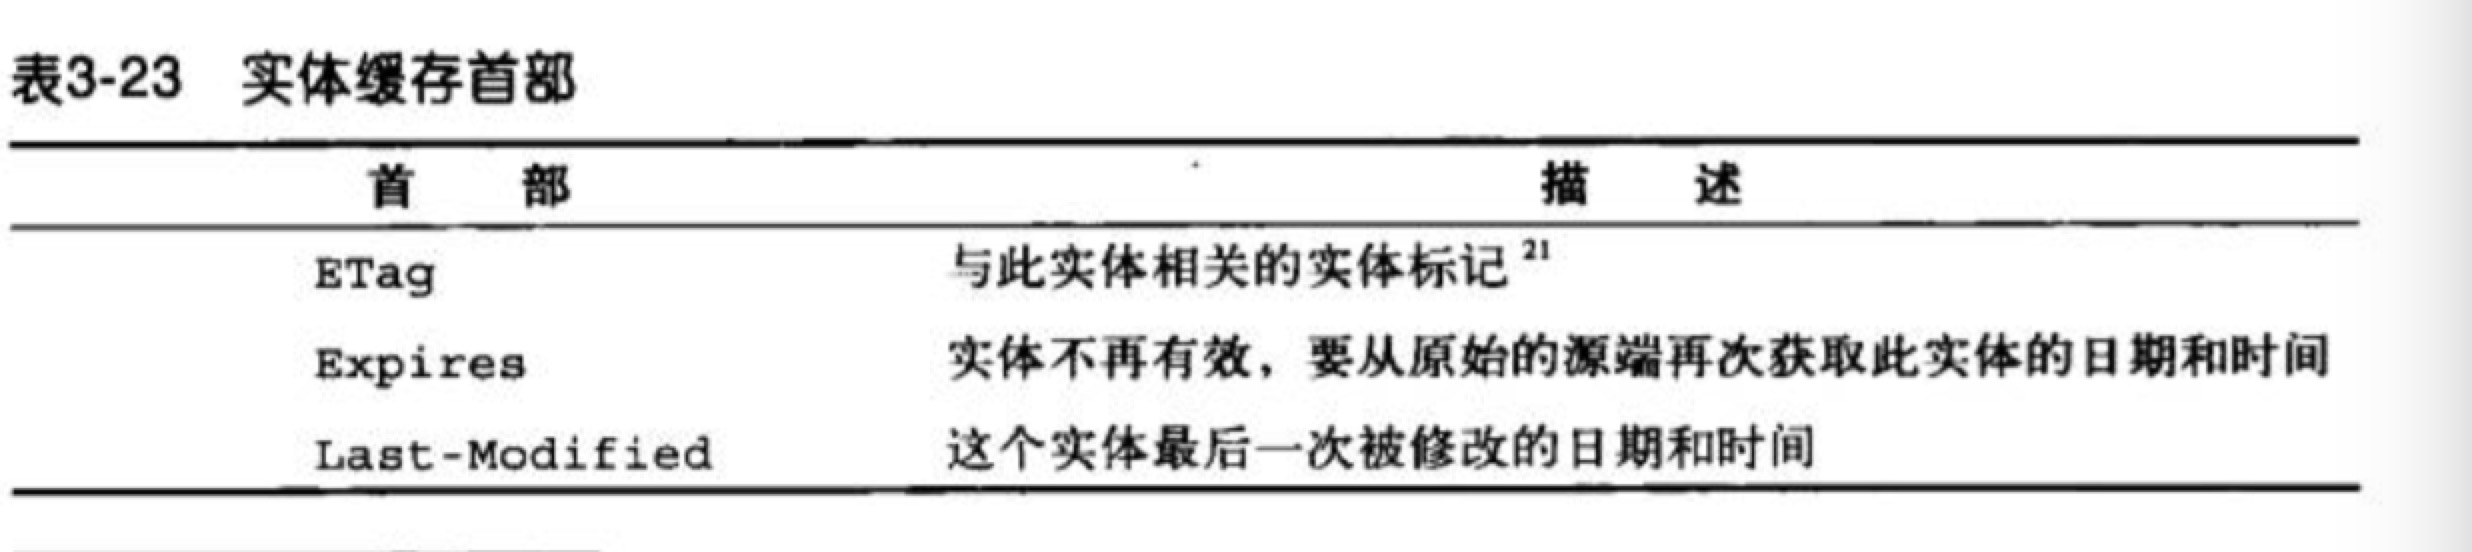 表3-23 实体缓存首部
首 部 描 述
ETag 与此实体相关的实体标记21
Expires 实体不再有效，要从原始的源端再次获取此实体的日期和时间
Last-Modified 这个实体最后一次被修改的日期和时间